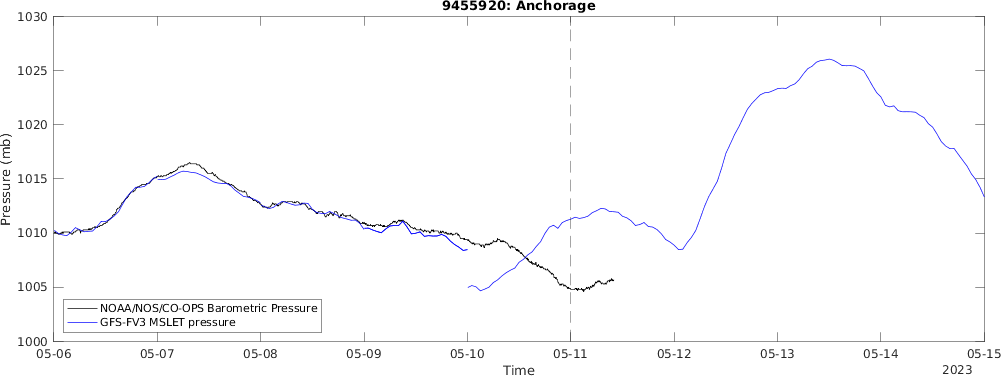 9455920: Anchorage
Pressure (mb)
1030
1025
1020
1015
1010
1005
1000
NOAA/NOS/CO-OPS Barometric Pressure
GFS-FV3 MSLET pressure
05-06 05-07 05-08 05-09 05-10 05-11 05-12 05-13 05-14 05-15
Time
2023